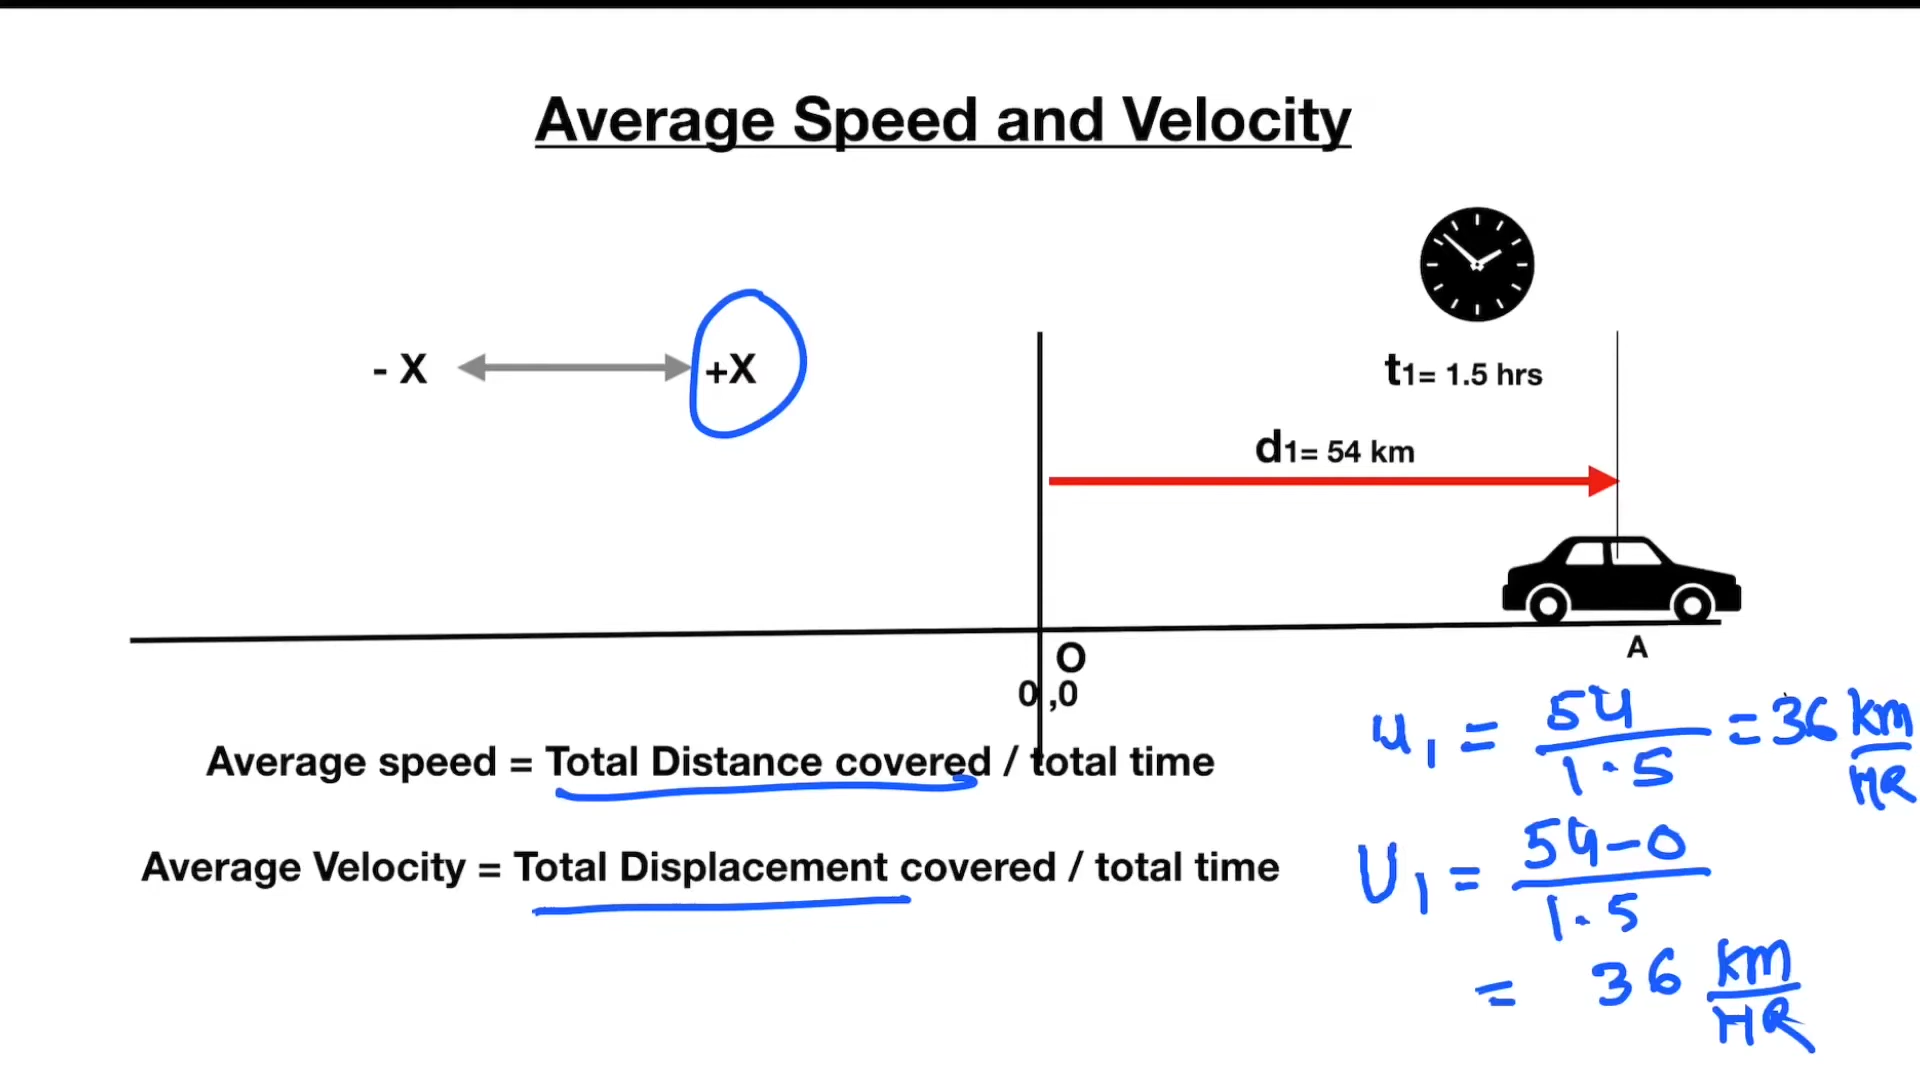 Average Speed and Velocity
- X
+X
t1= 1.5 hrs
d1= 54 km
A
O
0 ,0
Average speed = Total Distance covered / total time
Average Velocity = Total Displacement covered / total time
u1 = 54 / 1.5 = 36 km / HR
U1 = 54-0 / 1.5
= 36 km / HR